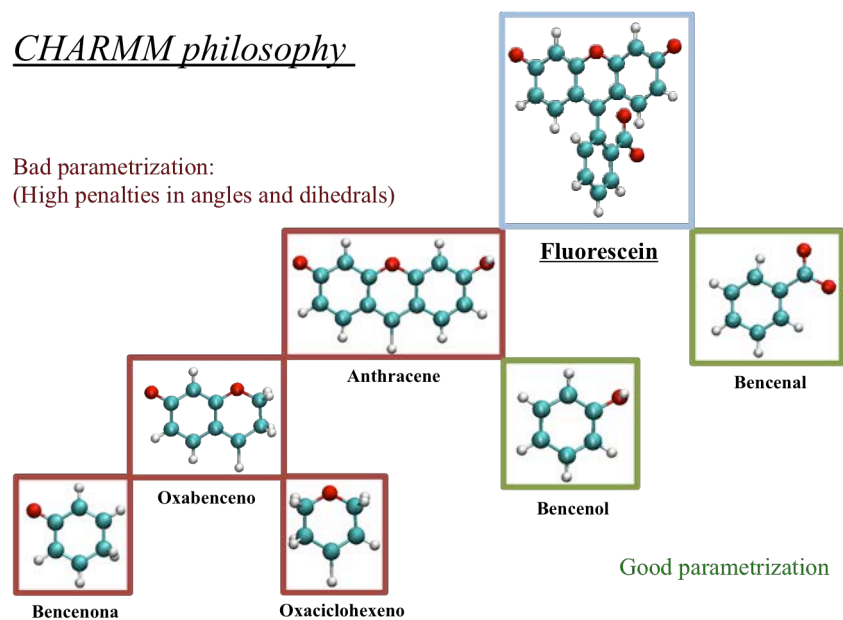 CHARMM philosophy
Bad parametrization:
(High penalties in angles and dihedrals)
Fluorescein
Anthracene
Bencenal
Oxabenceno
Bencenol
Bencenona
Oxaciclohexeno
Good parametrization